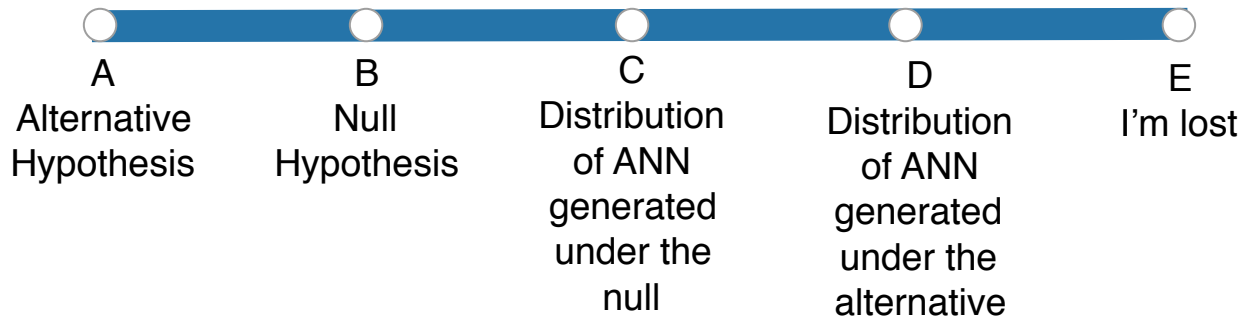 A
Alternative
Hypothesis
B
Null
Hypothesis
C
Distribution
of ANN
generated
under the
null
D
Distribution
of ANN
generated
under the
alternative
E
I'm lost